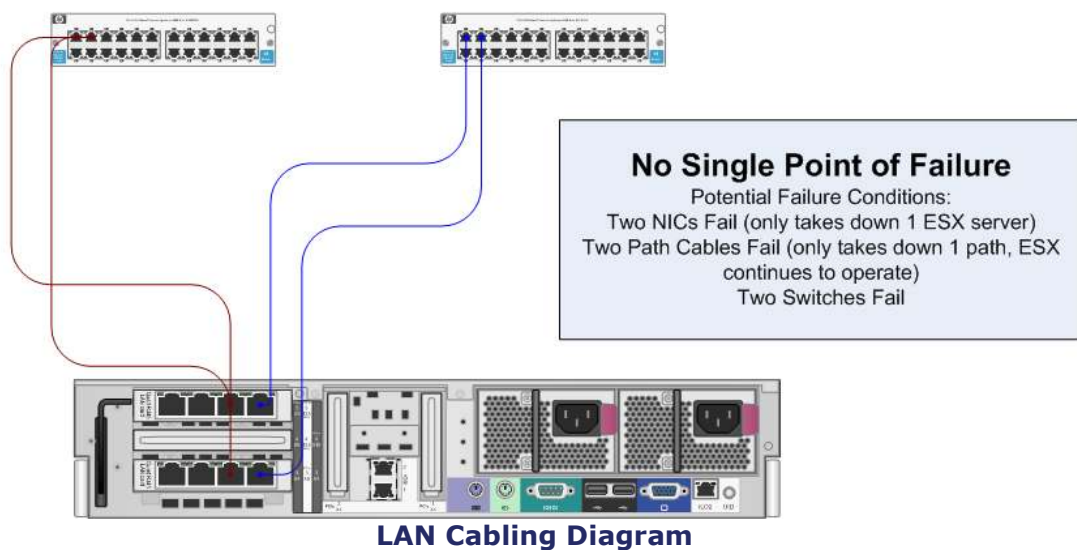 No Single Point of Failure
Potential Failure Conditions:
Two NICs Fail (only takes down 1 ESX server)
Two Path Cables Fail (only takes down 1 path, ESX
continues to operate)
Two Switches Fail
LAN Cabling Diagram